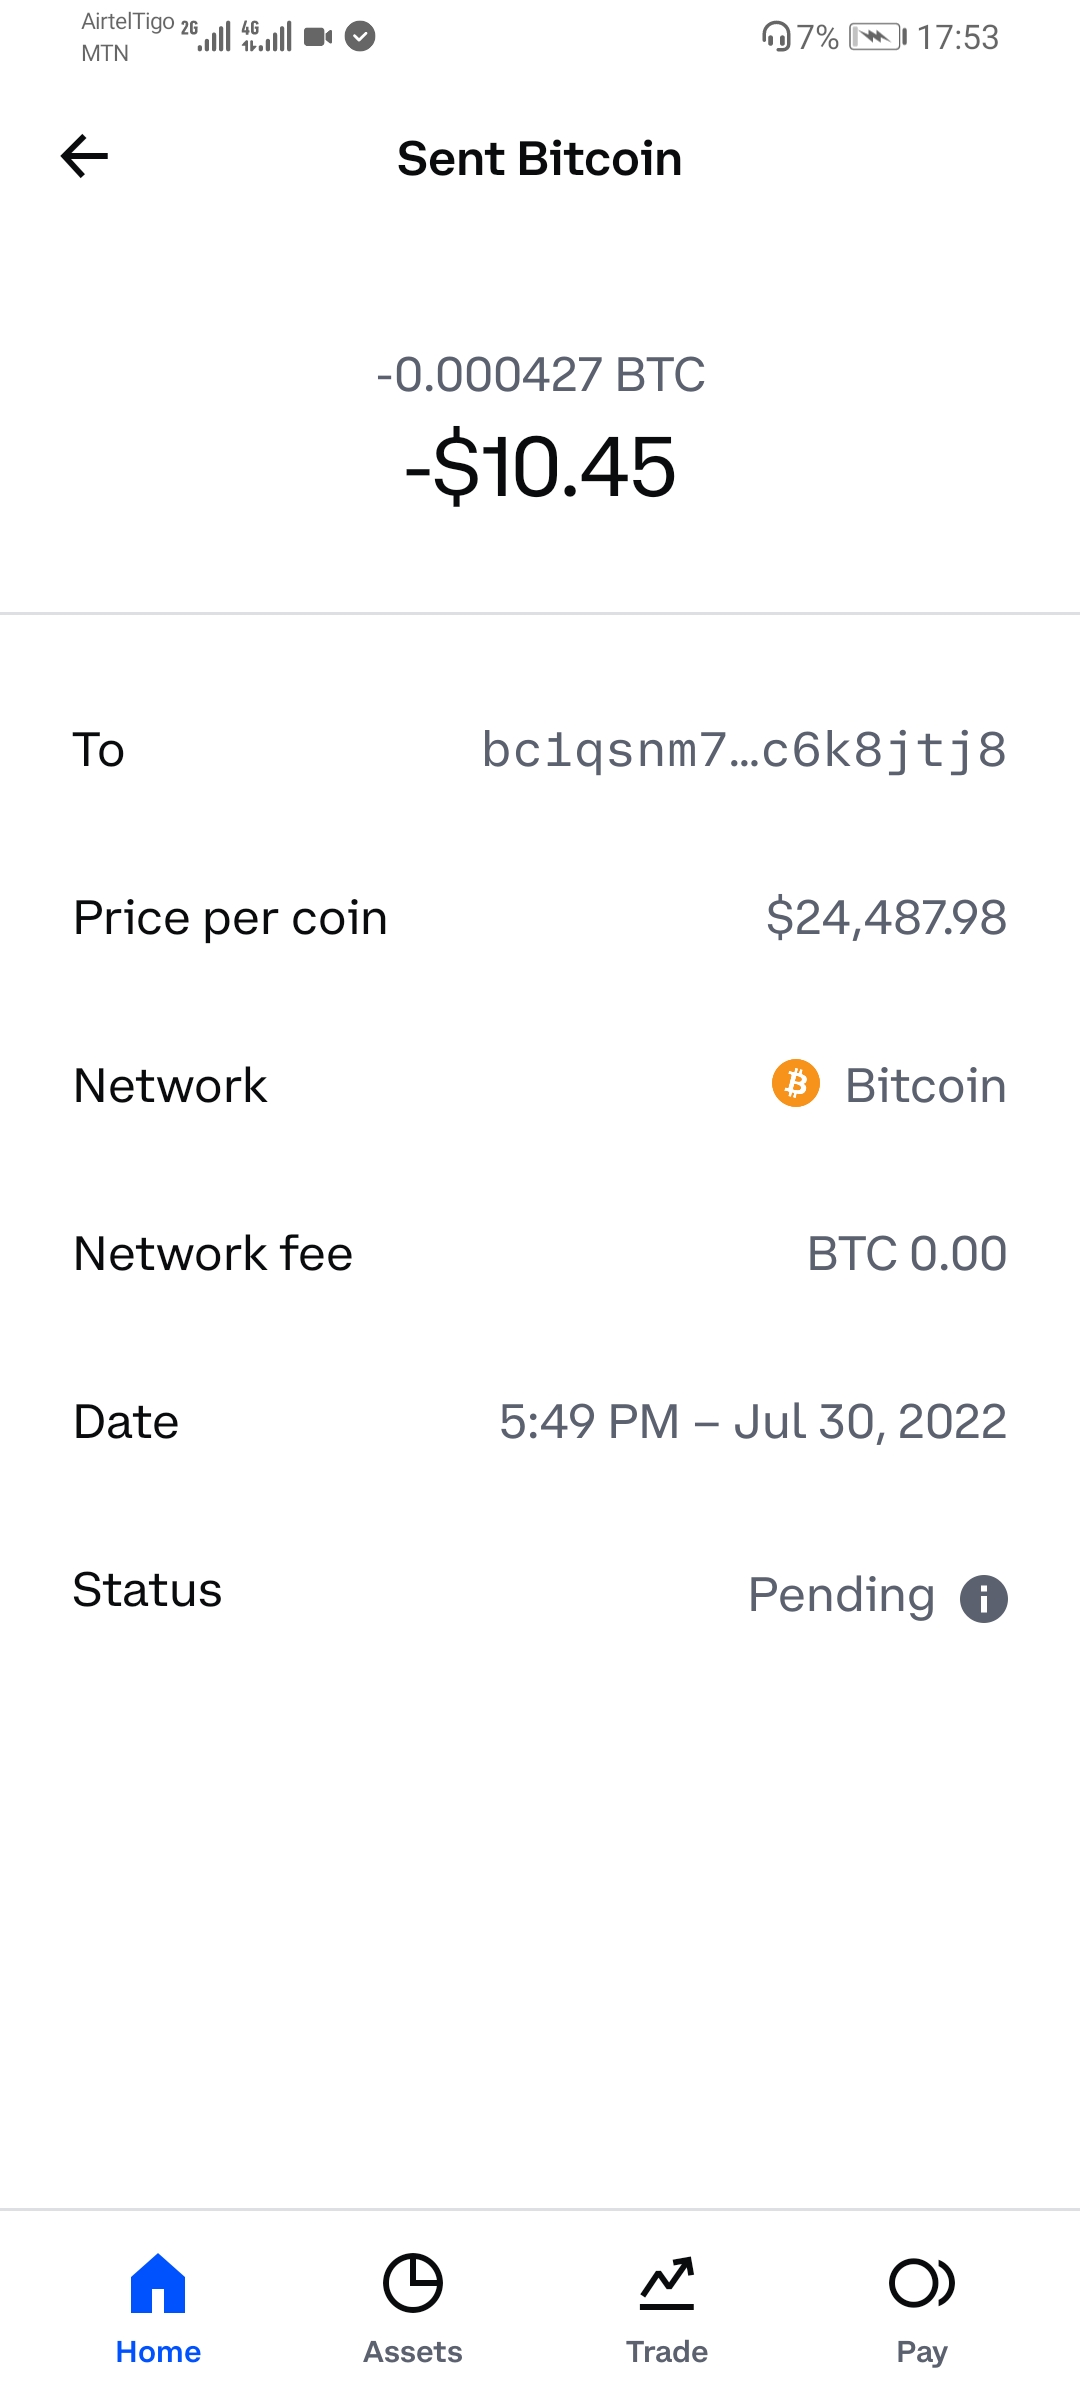 AirtelTigo 2G 4G
MTN
7% 17:53
Sent Bitcoin
-0.000427 BTC
-$10.45
To bc1qsnm7...c6k8jtj8
Price per coin $24,487.98
Network Bitcoin
Network fee BTC 0.00
Date 5:49 PM – Jul 30, 2022
Status Pending
Home Assets Trade Pay